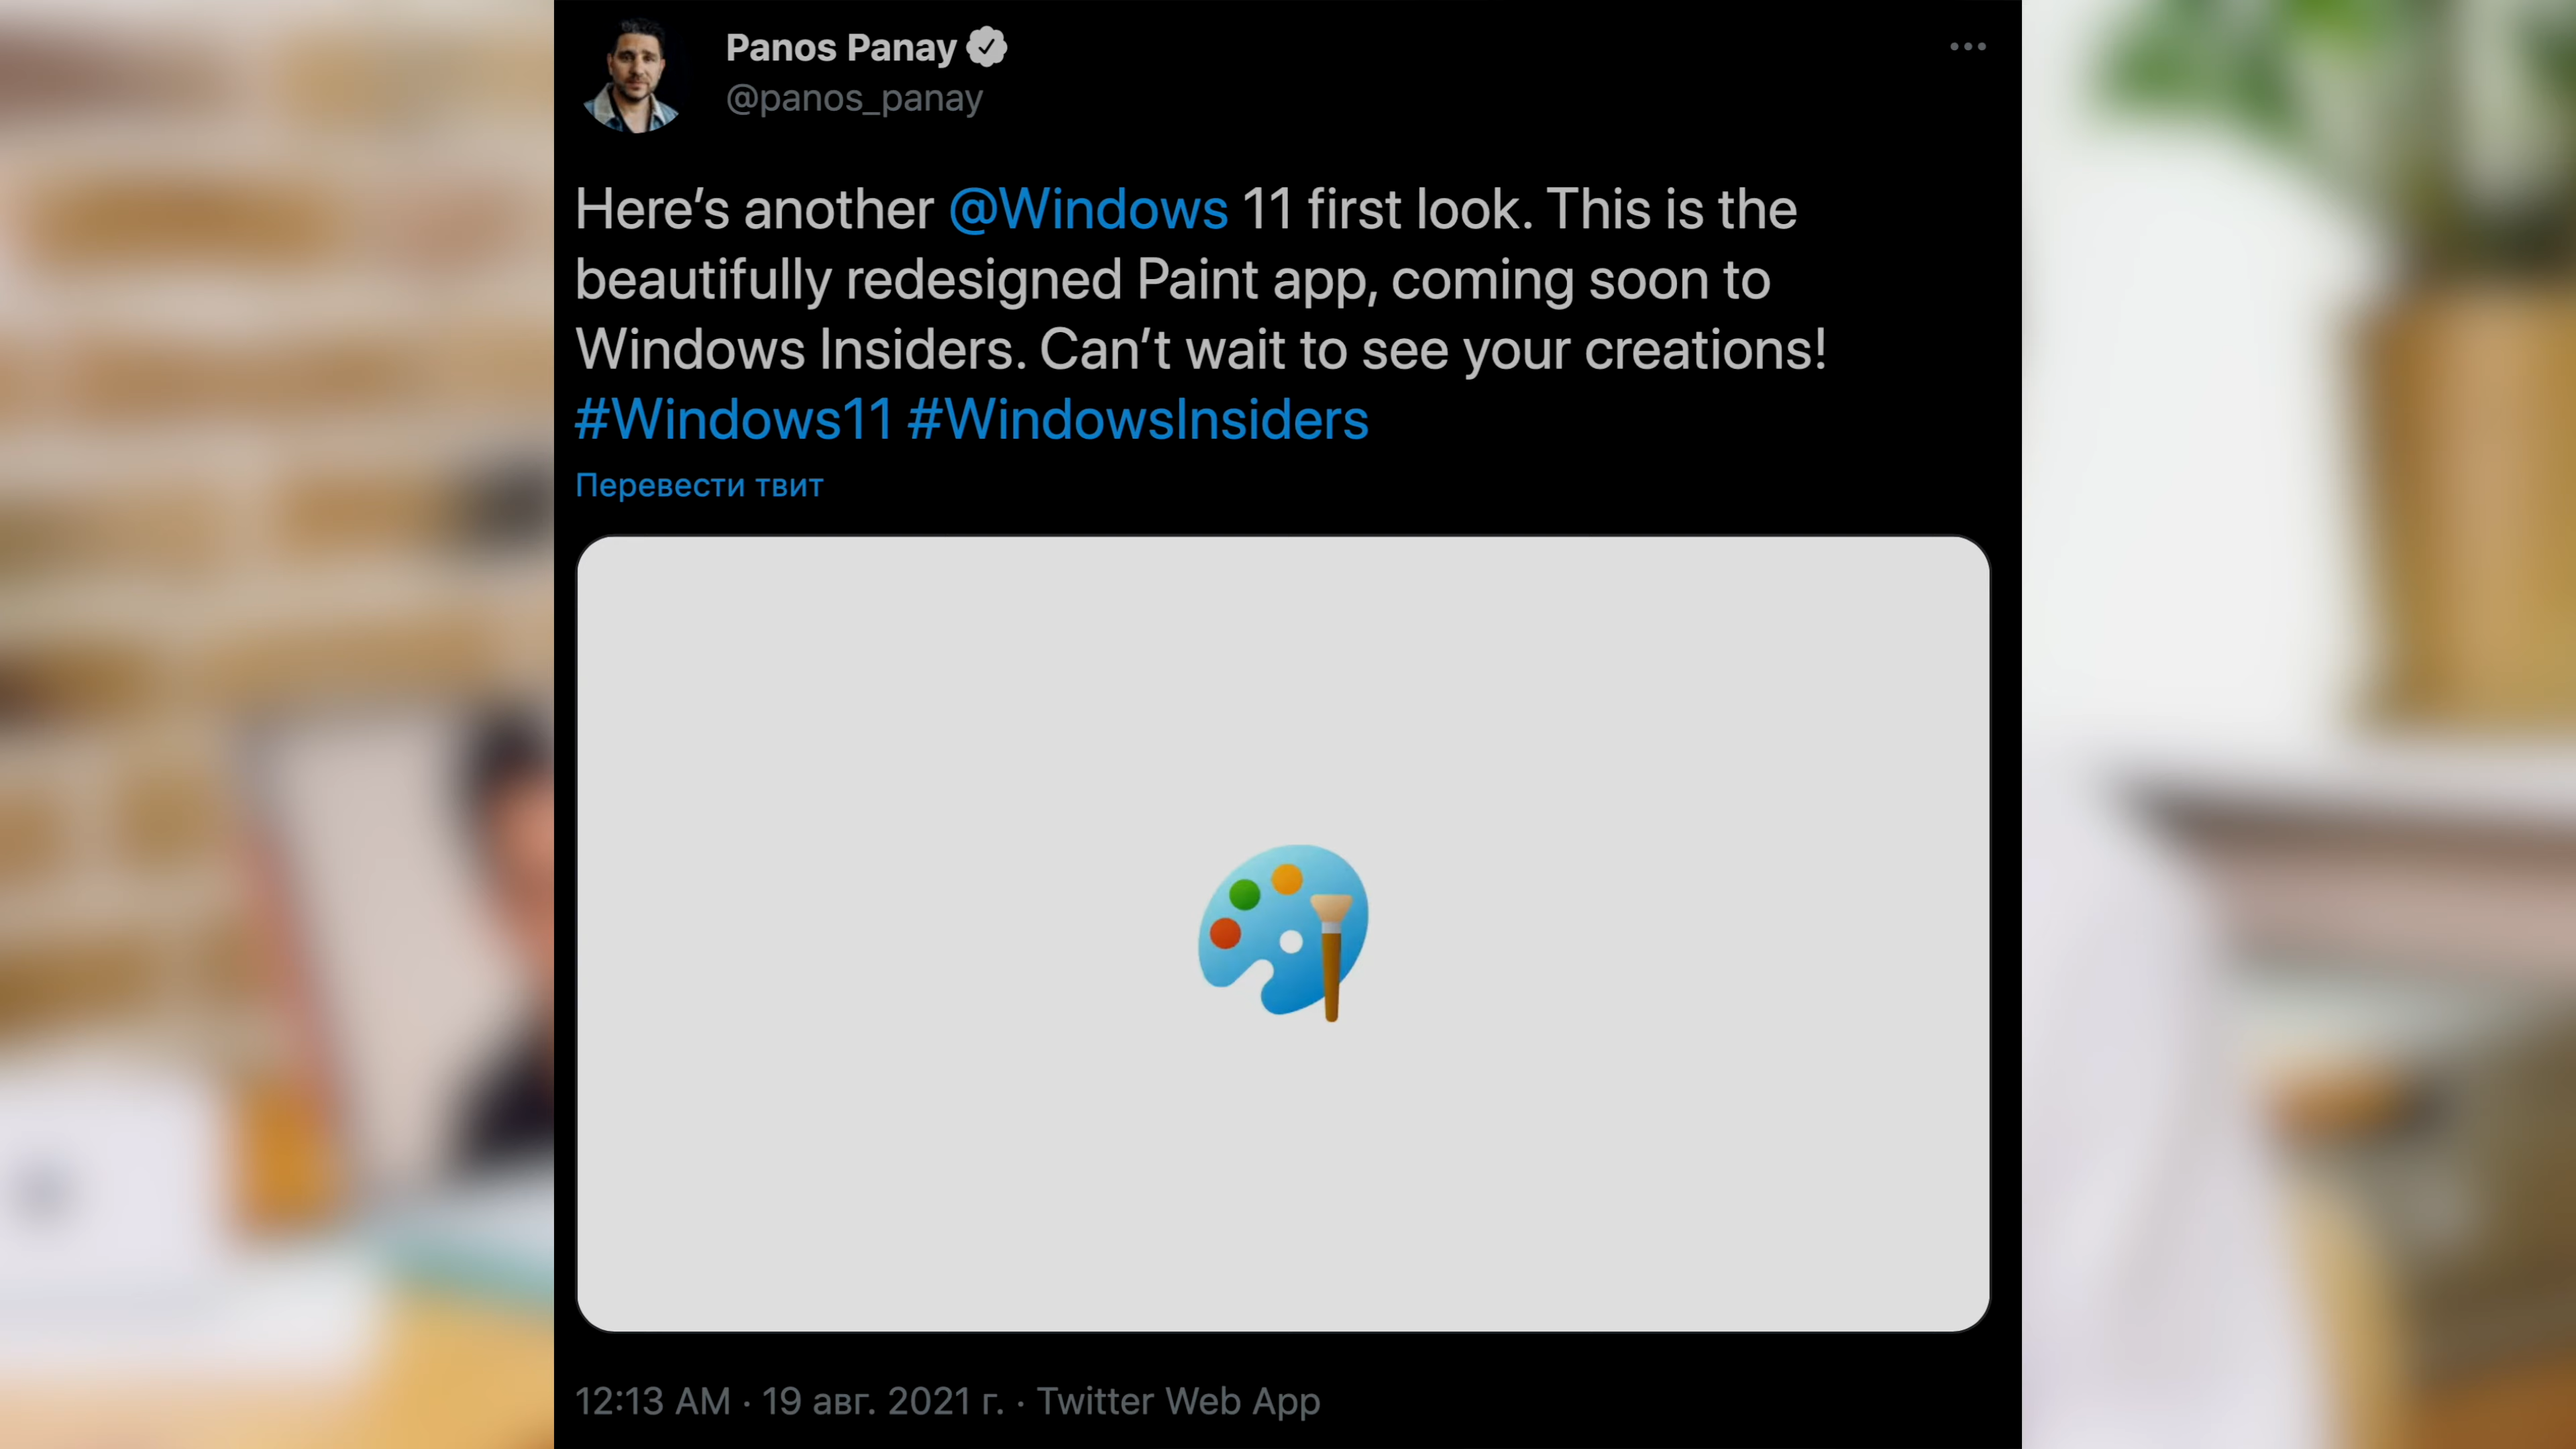 Panos Panay
@panos_panay
Here’s another @Windows 11 first look. This is the
beautifully redesigned Paint app, coming soon to
Windows Insiders. Can’t wait to see your creations!
#Windows11 #WindowsInsiders
Перевести твит
12:13 AM · 19 авг. 2021 г. · Twitter Web App